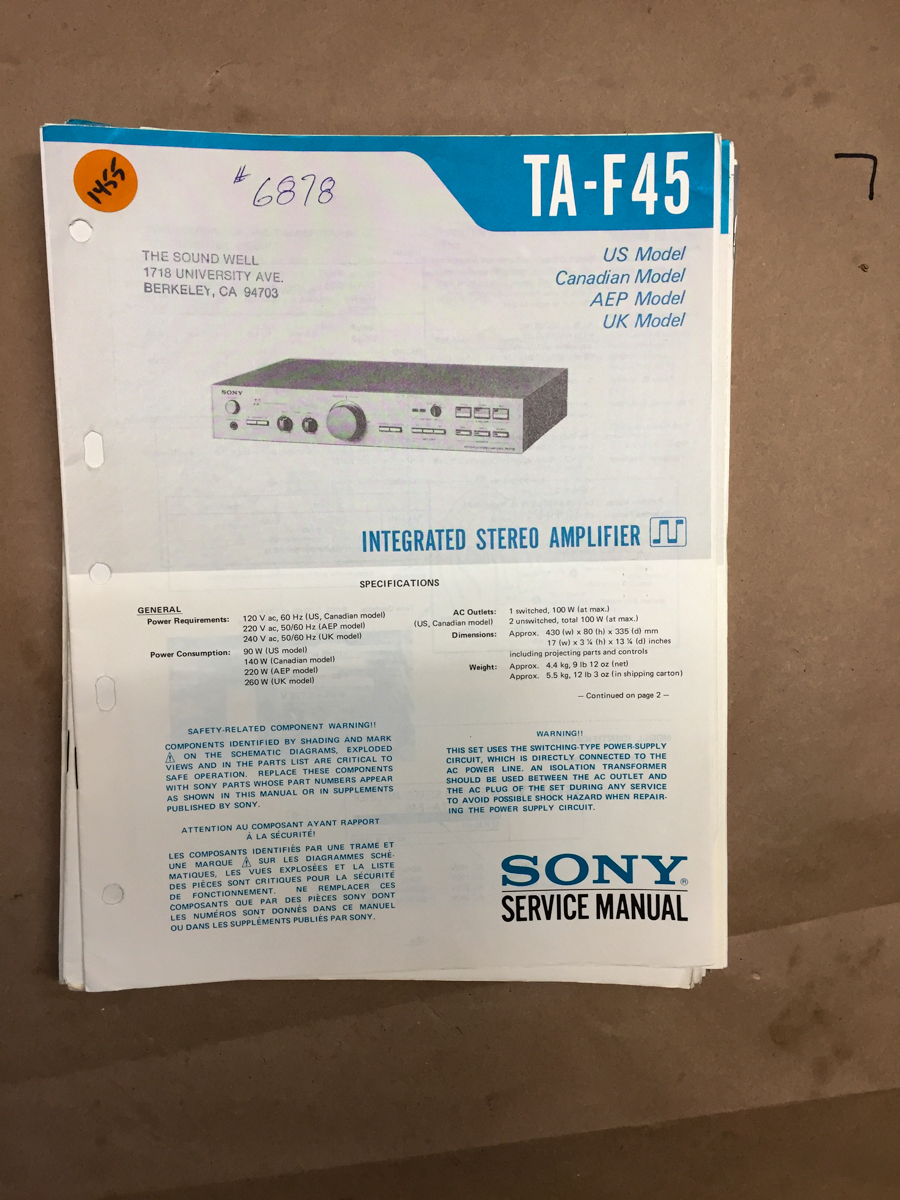 1455
# 6878
TA-F45
THE SOUND WELL
1718 UNIVERSITY AVE.
BERKELEY, CA 94703
US Model
Canadian Model
AEP Model
UK Model
SONY
INTEGRATED STEREO AMPLIFIER
SPECIFICATIONS
GENERAL
Power Requirements: 120 V ac, 60 Hz (US, Canadian model)
220 V ac, 50/60 Hz (AEP model)
240 V ac, 50/60 Hz (UK model)
Power Consumption: 90 W (US model)
140 W (Canadian model)
220 W (AEP model)
260 W (UK model)
AC Outlets: 1 switched, 100 W (at max.)
(US, Canadian model) 2 unswitched, total 100 W (at max.)
Dimensions: Approx. 430 (w) x 80 (h) x 335 (d) mm
17 (w) x 3 ¼ (h) x 13 ¼ (d) inches
including projecting parts and controls
Weight: Approx. 4.4 kg, 9 lb 12 oz (net)
Approx. 5.5 kg, 12 lb 3 oz (in shipping carton)
— Continued on page 2 —
SAFETY-RELATED COMPONENT WARNING!!
COMPONENTS IDENTIFIED BY SHADING AND MARK
⚠ ON THE SCHEMATIC DIAGRAMS, EXPLODED
VIEWS AND IN THE PARTS LIST ARE CRITICAL TO
SAFE OPERATION. REPLACE THESE COMPONENTS
WITH SONY PARTS WHOSE PART NUMBERS APPEAR
AS SHOWN IN THIS MANUAL OR IN SUPPLEMENTS
PUBLISHED BY SONY.
ATTENTION AU COMPOSANT AYANT RAPPORT
À LA SÉCURITÉ!
LES COMPOSANTS IDENTIFIÉS PAR UNE TRAME ET
UNE MARQUE ⚠ SUR LES DIAGRAMMES SCHÉ-
MATIQUES, LES VUES EXPLOSÉES ET LA LISTE
DES PIÈCES SONT CRITIQUES POUR LA SÉCURITÉ
DE FONCTIONNEMENT. NE REMPLACER CES
COMPOSANTS QUE PAR DES PIÈCES SONY DONT
LES NUMÉROS SONT DONNÉS DANS CE MANUEL
OU DANS LES SUPPLÉMENTS PUBLIÉS PAR SONY.
WARNING!!
THIS SET USES THE SWITCHING-TYPE POWER-SUPPLY
CIRCUIT, WHICH IS DIRECTLY CONNECTED TO THE
AC POWER LINE. AN ISOLATION TRANSFORMER
SHOULD BE USED BETWEEN THE AC OUTLET AND
THE AC PLUG OF THE SET DURING ANY SERVICE
TO AVOID POSSIBLE SHOCK HAZARD WHEN REPAIR-
ING THE POWER SUPPLY CIRCUIT.
SONY®
SERVICE MANUAL